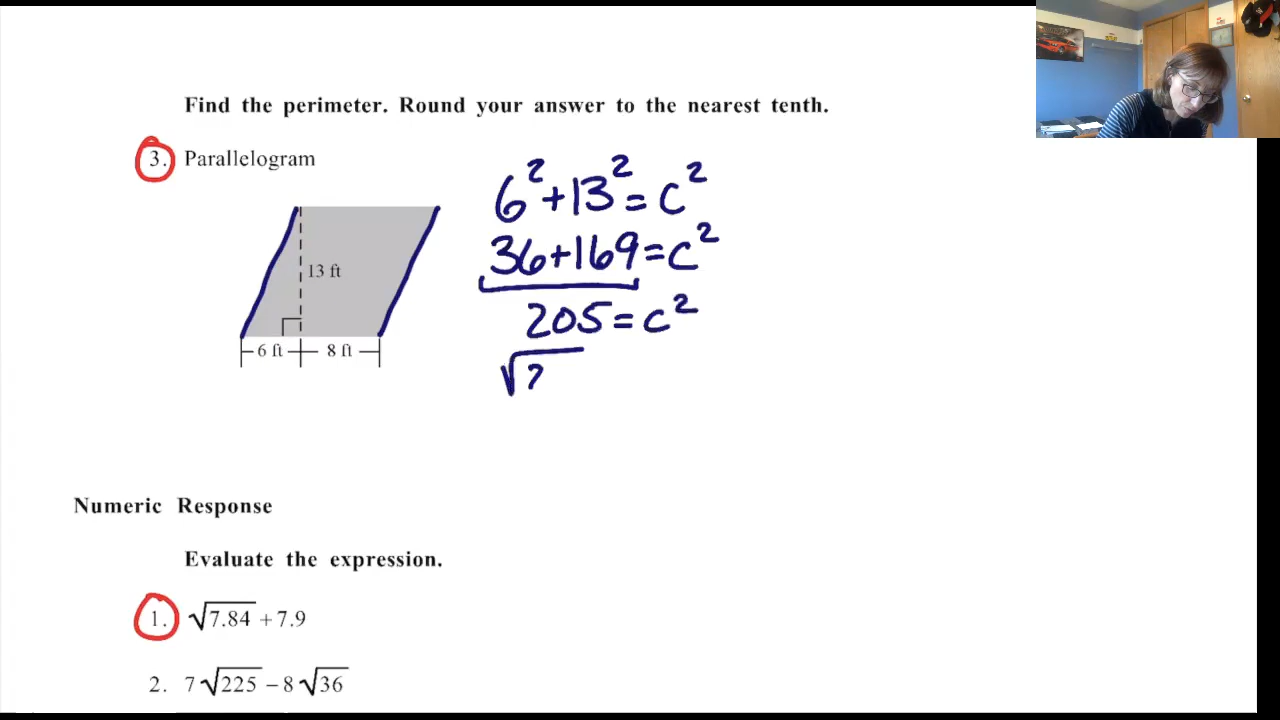 Find the perimeter. Round your answer to the nearest tenth.
3. Parallelogram
13 ft
6 ft
8 ft
6² + 13² = c²
36 + 169 = c²
205 = c²
√2
Numeric Response
Evaluate the expression.
1. √7.84 + 7.9
2. 7√225 − 8√36